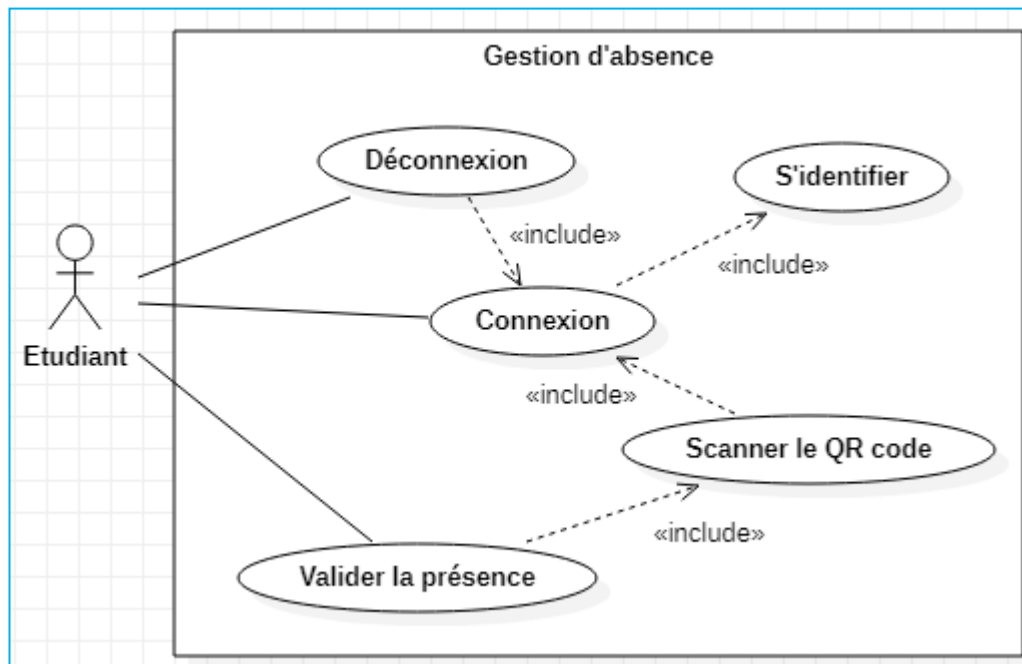 Gestion d'absence
Déconnexion
S'identifier
«include»
«include»
Connexion
Etudiant
«include»
Scanner le QR code
«include»
Valider la présence